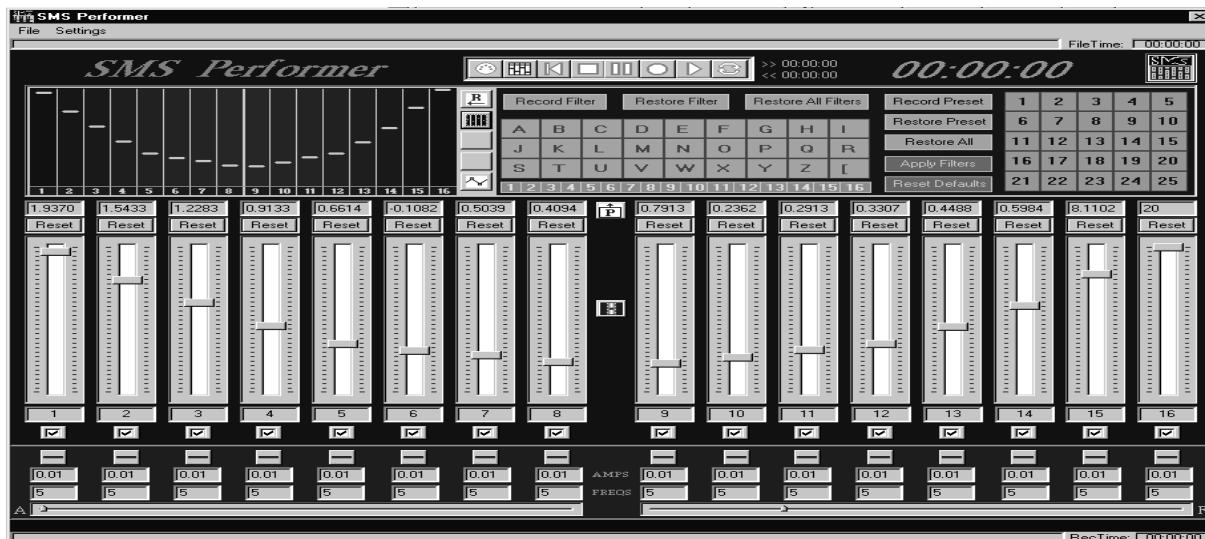 SMS Performer
File Settings
FileTime: 00:00:00
SMS Performer
>> 00:00:00
<< 00:00:00
00:00:00
SMS
R
Record Filter Restore Filter Restore All Filters
Record Preset 1 2 3 4 5
Restore Preset 6 7 8 9 10
Restore All 11 12 13 14 15
Apply Filters 16 17 18 19 20
Reset Defaults 21 22 23 24 25
A B C D E F G H I
J K L M N O P Q R
S T U V W X Y Z [
1 2 3 4 5 6 7 8 9 10 11 12 13 14 15 16
1 2 3 4 5 6 7 8 9 10 11 12 13 14 15 16
1.9370 1.5433 1.2283 0.9133 0.6614 -0.1082 0.5039 0.4094 P 0.7913 0.2362 0.2913 0.3307 0.4488 0.5984 8.1102 20
Reset Reset Reset Reset Reset Reset Reset Reset Reset Reset Reset Reset Reset Reset Reset Reset
1 2 3 4 5 6 7 8 9 10 11 12 13 14 15 16
0.01 0.01 0.01 0.01 0.01 0.01 0.01 0.01 AMPS 0.01 0.01 0.01 0.01 0.01 0.01 0.01 0.01
5 5 5 5 5 5 5 5 FREQS 5 5 5 5 5 5 5 5
A F
RecTime: 00:00:00